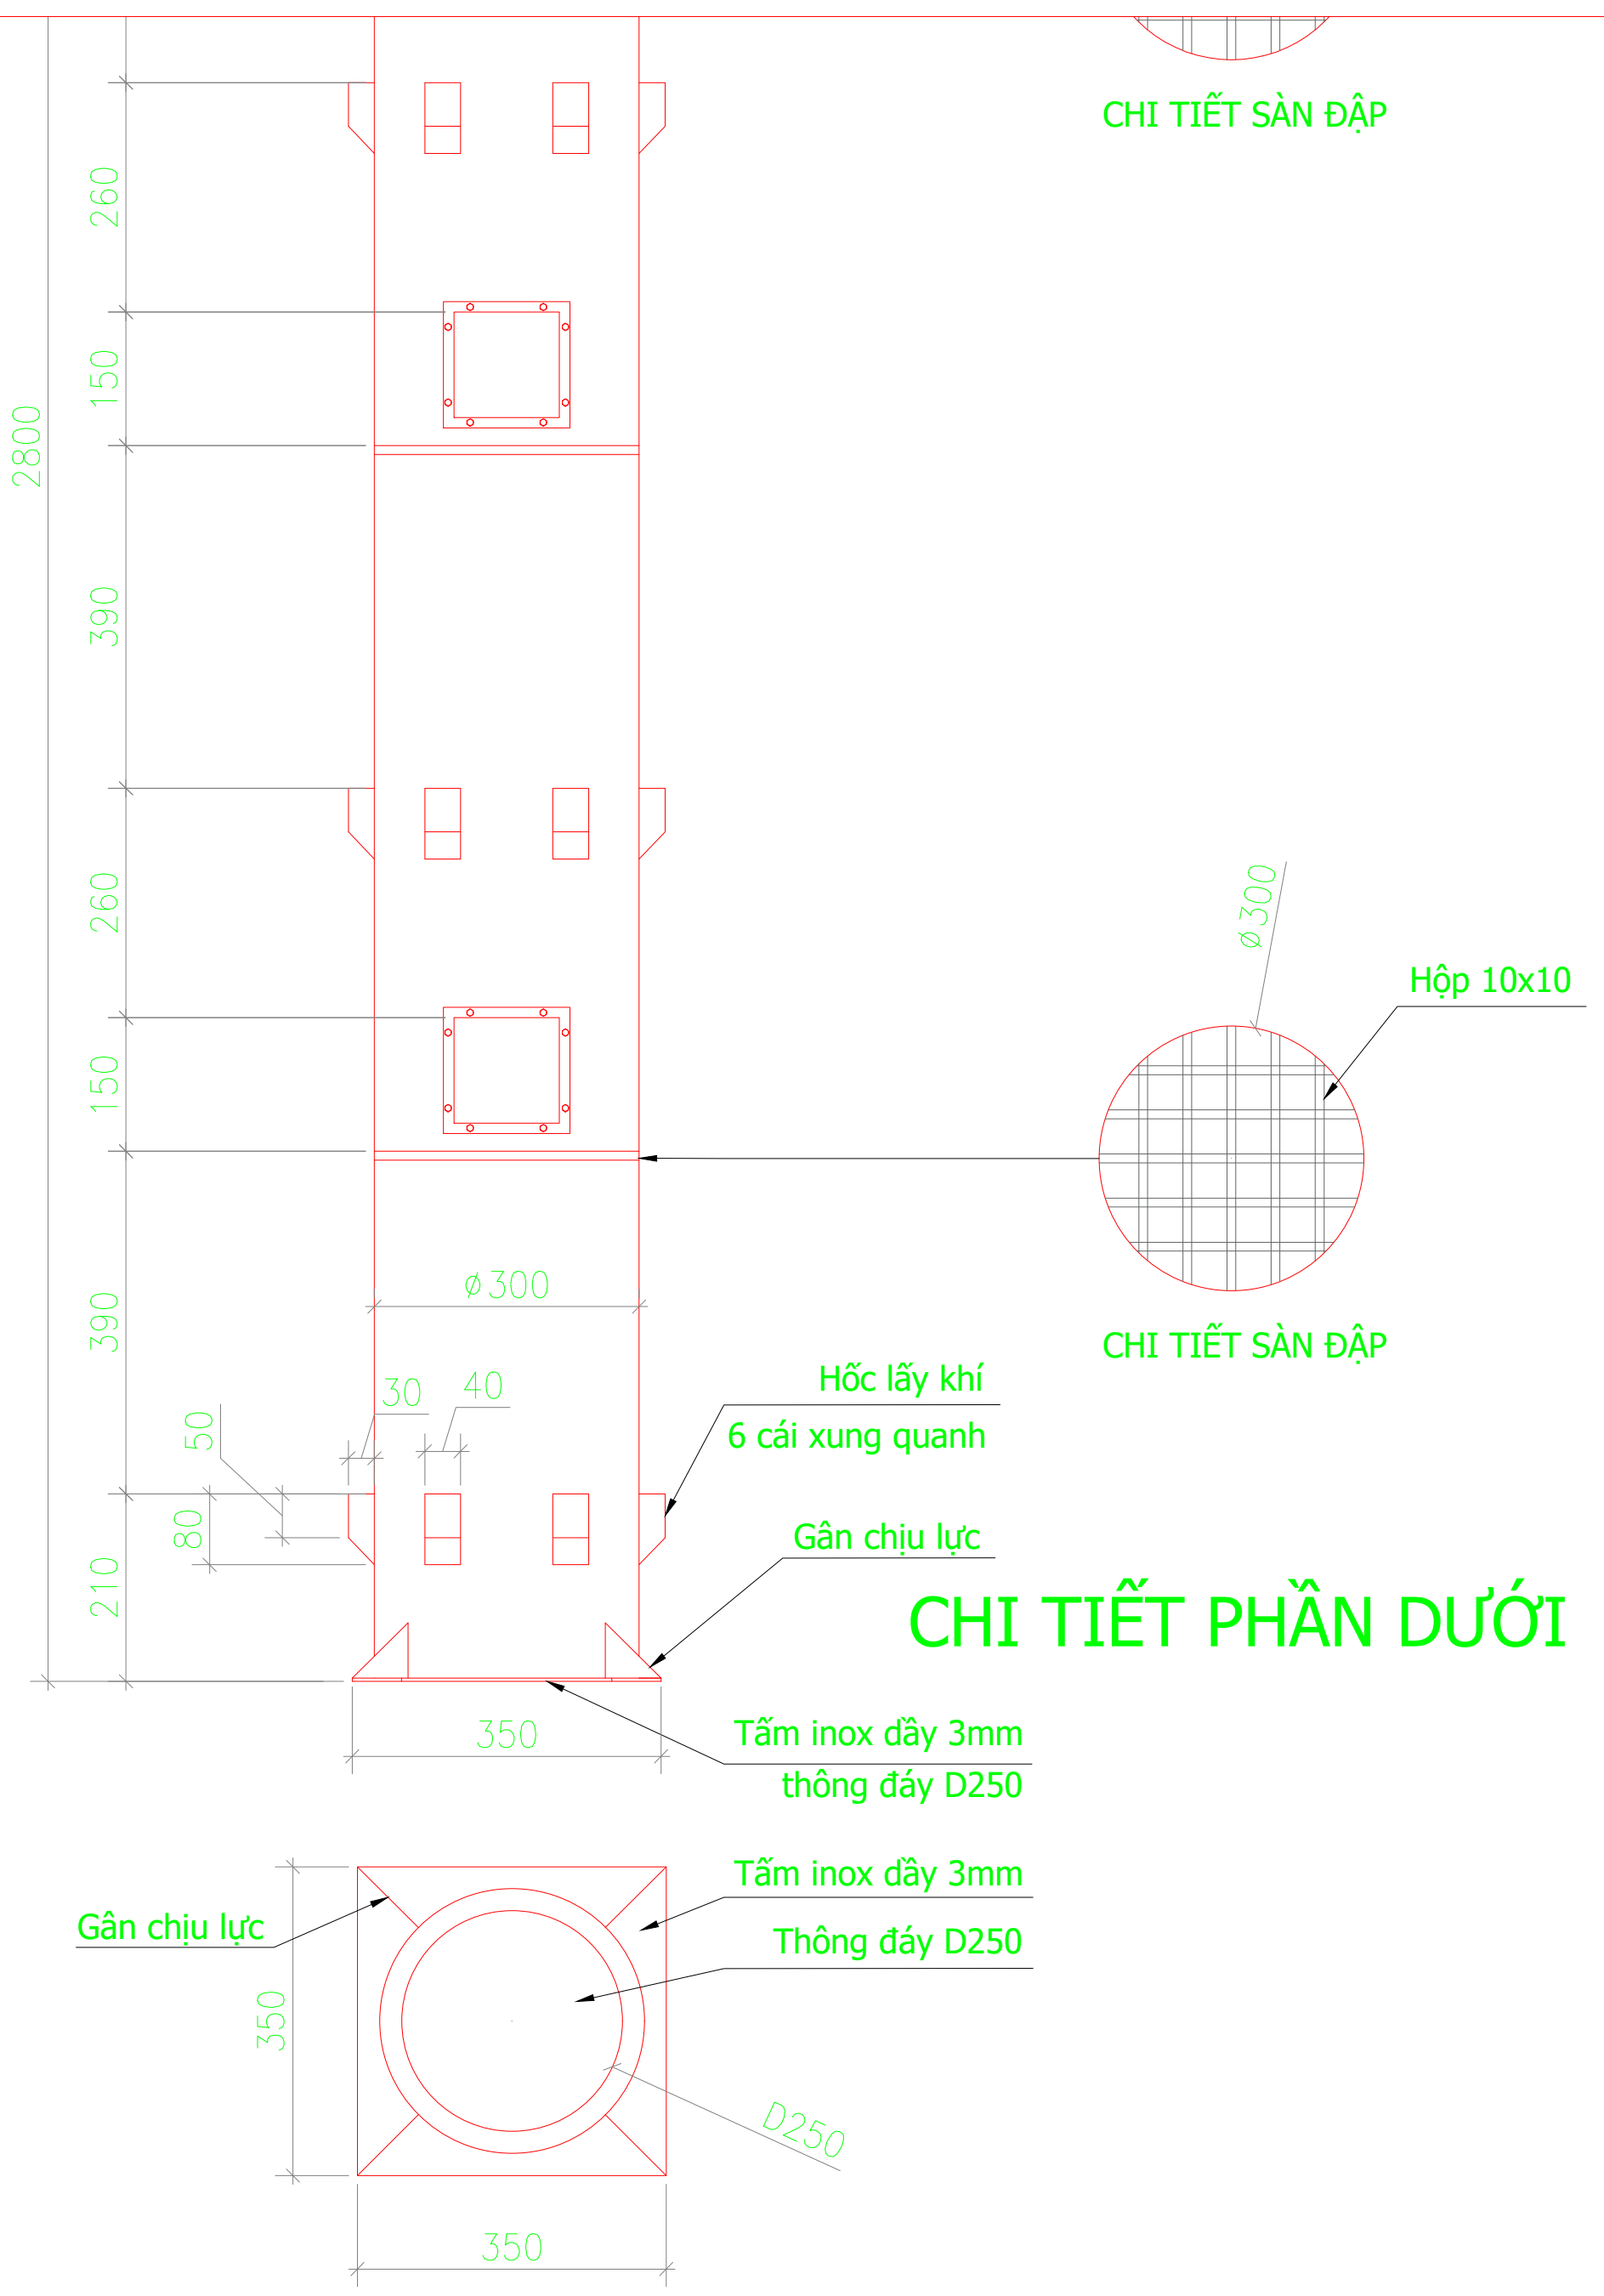 CHI TIẾT SÀN ĐẬP
260
150
2800
390
260
ø300
Hộp 10x10
150
390
ø300
CHI TIẾT SÀN ĐẬP
30
40
50
80
210
Hốc lấy khí
6 cái xung quanh
Gân chịu lực
CHI TIẾT PHẦN DƯỚI
350
Tấm inox dầy 3mm
thông đáy D250
Tấm inox dầy 3mm
Gân chịu lực
Thông đáy D250
350
D250
350